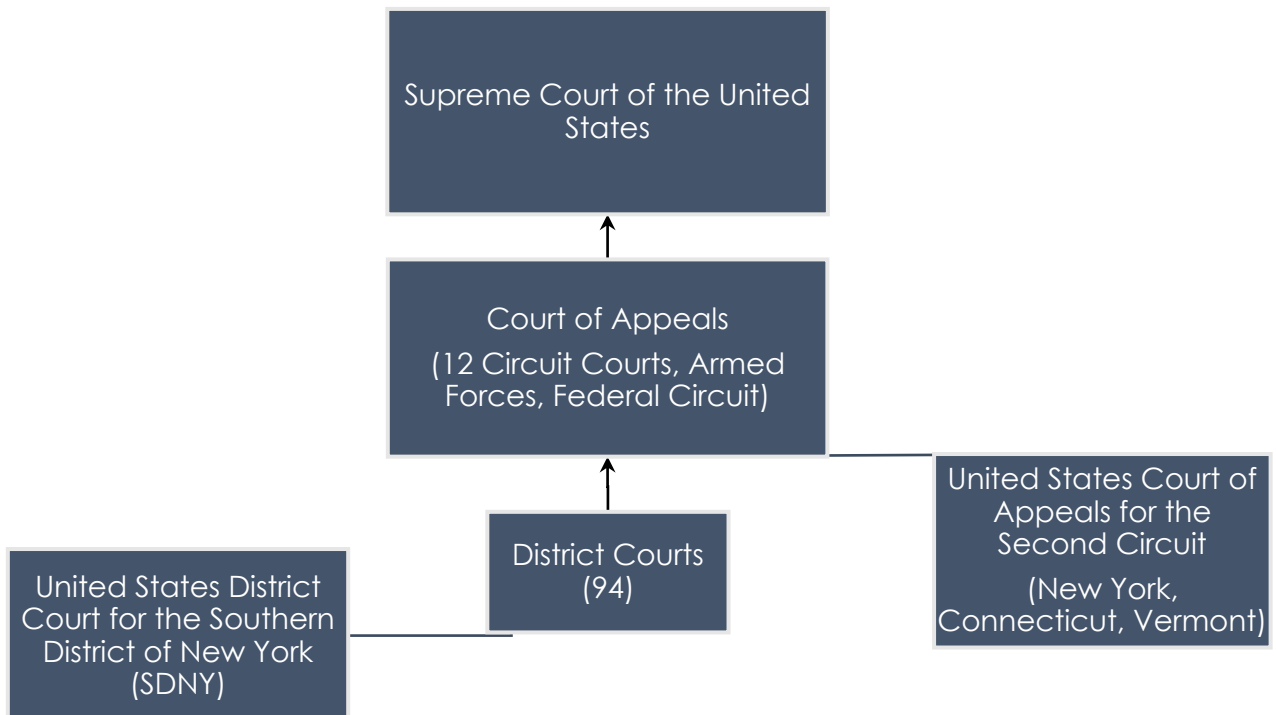 Supreme Court of the United
States
Court of Appeals
(12 Circuit Courts, Armed
Forces, Federal Circuit)
United States Court of
Appeals for the
Second Circuit
(New York,
Connecticut, Vermont)
District Courts
(94)
United States District
Court for the Southern
District of New York
(SDNY)